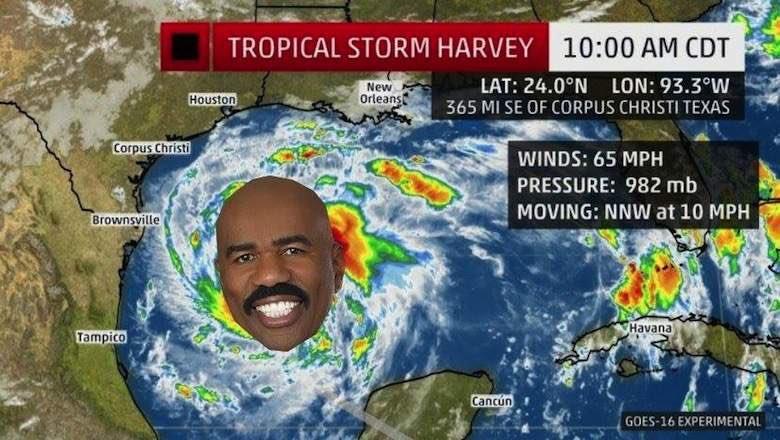 TROPICAL STORM HARVEY
10:00 AM CDT
LAT: 24.0°N LON: 93.3°W
365 MI SE OF CORPUS CHRISTI TEXAS
WINDS: 65 MPH
PRESSURE: 982 mb
MOVING: NNW at 10 MPH
Houston
New
Orleans
Corpus Christi
Brownsville
Tampico
Havana
Cancún
GOES-16 EXPERIMENTAL